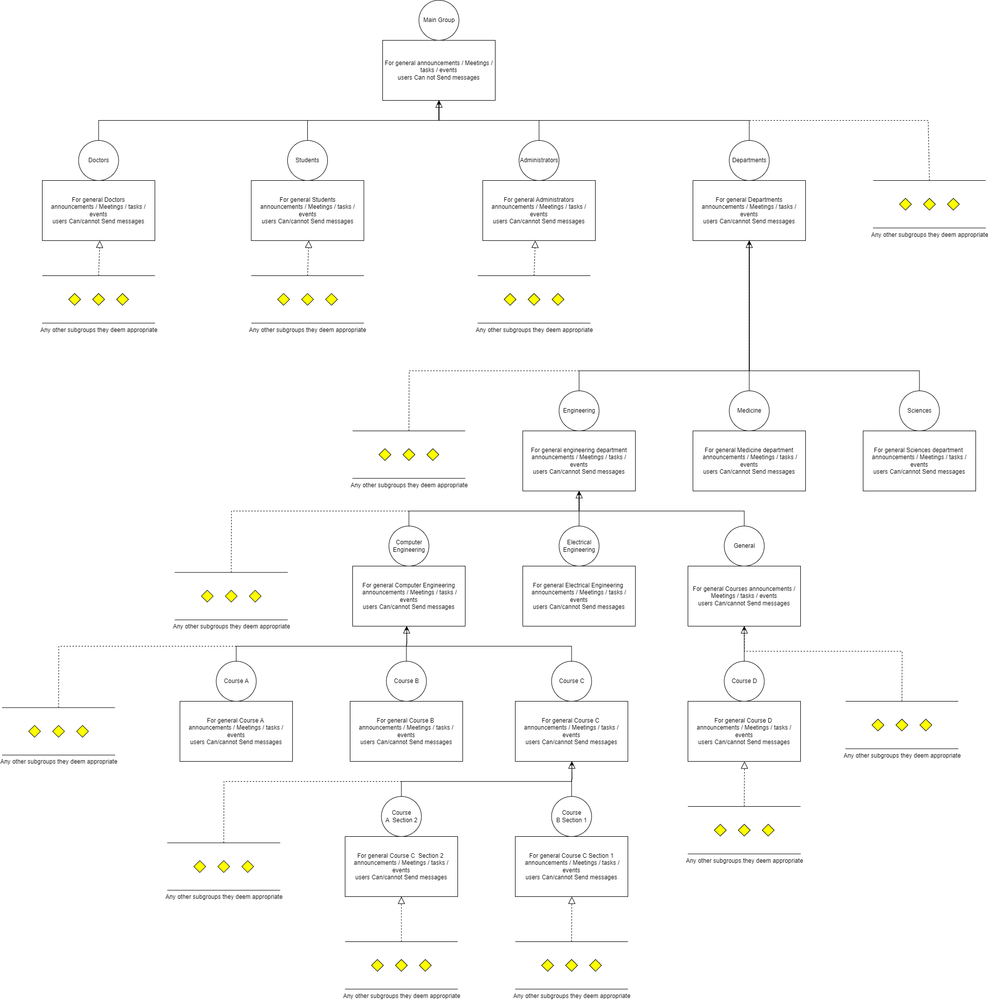 Main Group
For general announcements / Meetings /
tasks / events
users Can not Send messages
Doctors
For general Doctors
announcements / Meetings / tasks /
events
users Can/cannot Send messages
Students
For general Students
announcements / Meetings / tasks /
events
users Can/cannot Send messages
Administrators
For general Administrators
announcements / Meetings / tasks /
events
users Can/cannot Send messages
Departments
For general Departments
announcements / Meetings / tasks /
events
users Can/cannot Send messages
Any other subgroups they deem appropriate
Any other subgroups they deem appropriate
Any other subgroups they deem appropriate
Any other subgroups they deem appropriate
Engineering
For general engineering department
announcements / Meetings / tasks /
events
users Can/cannot Send messages
Medicine
For general Medicine department
announcements / Meetings / tasks /
events
users Can/cannot Send messages
Sciences
For general Sciences department
announcements / Meetings / tasks /
events
users Can/cannot Send messages
Any other subgroups they deem appropriate
Computer
Engineering
For general Computer Engineering
announcements / Meetings / tasks /
events
users Can/cannot Send messages
Electrical
Engineering
For general Electrical Engineering
announcements / Meetings / tasks /
events
users Can/cannot Send messages
General
For general Courses announcements /
Meetings / tasks / events
users Can/cannot Send messages
Any other subgroups they deem appropriate
Course A
For general Course A
announcements / Meetings / tasks /
events
users Can/cannot Send messages
Course B
For general Course B
announcements / Meetings / tasks /
events
users Can/cannot Send messages
Course C
For general Course C
announcements / Meetings / tasks /
events
users Can/cannot Send messages
Course D
For general Course D
announcements / Meetings / tasks /
events
users Can/cannot Send messages
Any other subgroups they deem appropriate
Any other subgroups they deem appropriate
Course
A  Section 2
For general Course C  Section 2
announcements / Meetings / tasks /
events
users Can/cannot Send messages
Course
B Section 1
For general Course C Section 1
announcements / Meetings / tasks /
events
users Can/cannot Send messages
Any other subgroups they deem appropriate
Any other subgroups they deem appropriate
Any other subgroups they deem appropriate
Any other subgroups they deem appropriate